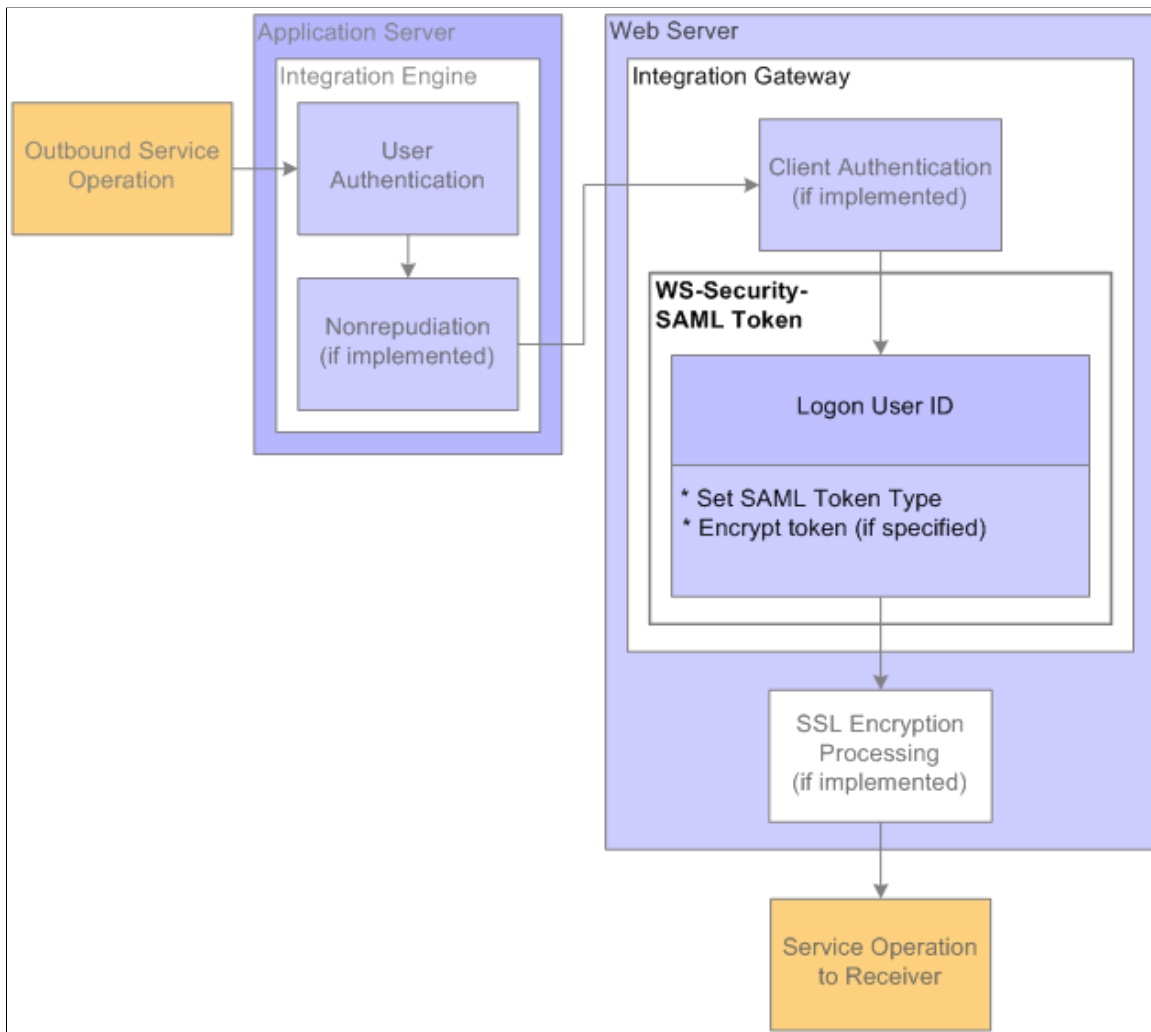 Application Server
Integration Engine
Outbound Service
Operation
User
Authentication
Nonrepudiation
(if implemented)
Web Server
Integration Gateway
Client Authentication
(if implemented)
WS-Security-
SAML Token
Logon User ID
* Set SAML Token Type
* Encrypt token (if specified)
SSL Encryption
Processing
(if implemented)
Service Operation
to Receiver